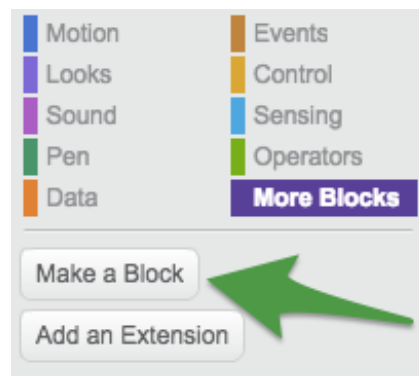 Motion
Events
Looks
Control
Sound
Sensing
Pen
Operators
Data
More Blocks
Make a Block
Add an Extension